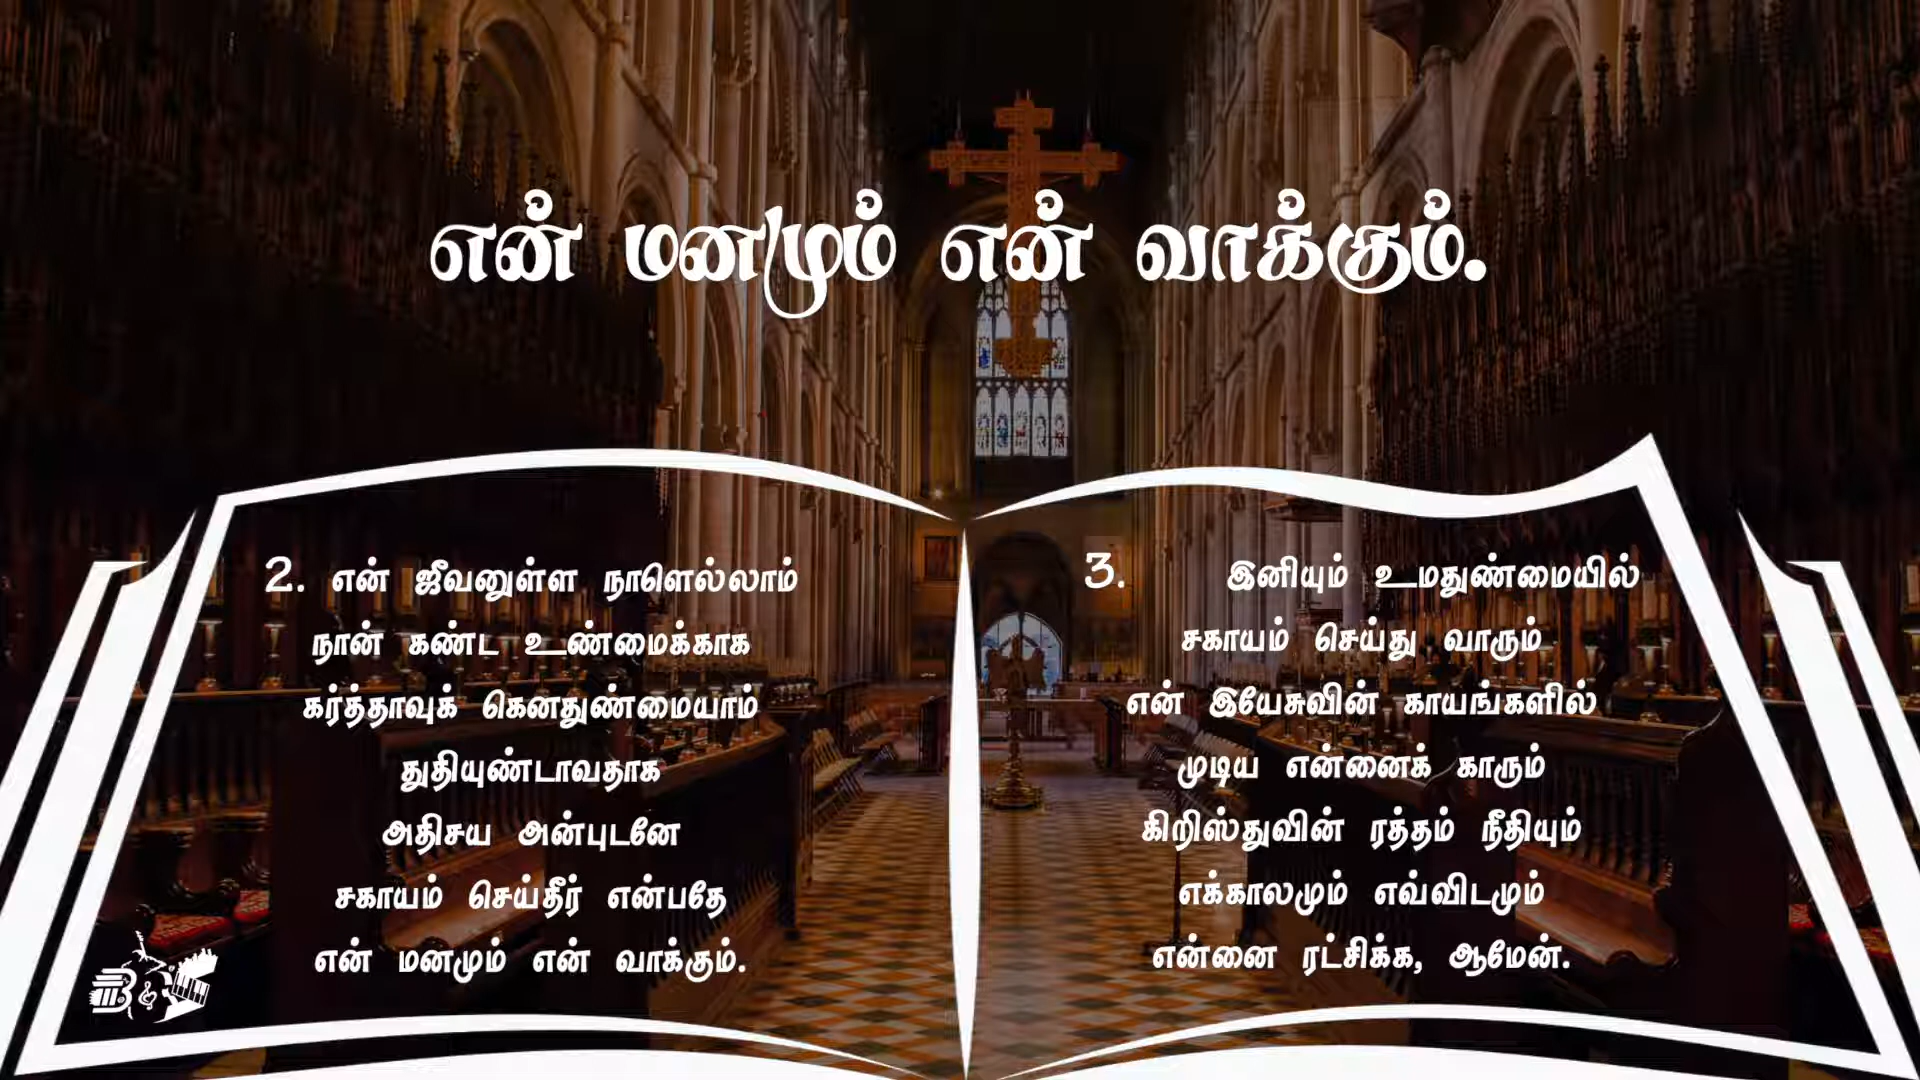 என் மனமும் என் வாக்கும்.
2. என் ஜீவனுள்ள நாளெல்லாம்
நான் கண்ட உண்மைக்காக
கர்த்தாவுக் கெனதுண்மையாம்
துதியுண்டாவதாக
அதிசய அன்புடனே
சகாயம் செய்தீர் என்பதே
என் மனமும் என் வாக்கும்.
3. இனியும் உமதுண்மையில்
சகாயம் செய்து வாரும்
என் இயேசுவின் காயங்களில்
முடிய என்னைக் காரும்
கிறிஸ்துவின் ரத்தம் நீதியும்
எக்காலமும் எவ்விடமும்
என்னை ரட்சிக்க, ஆமேன்.